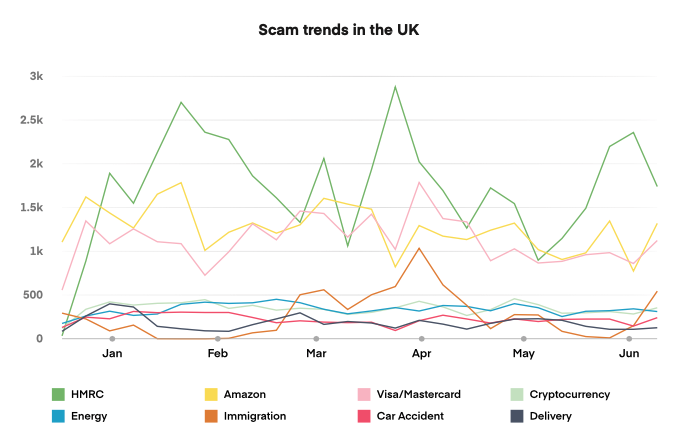 Scam trends in the UK
3k
2.5k
2k
1.5k
1k
500
0
Jan Feb Mar Apr May Jun
HMRC Amazon Visa/Mastercard Cryptocurrency
Energy Immigration Car Accident Delivery